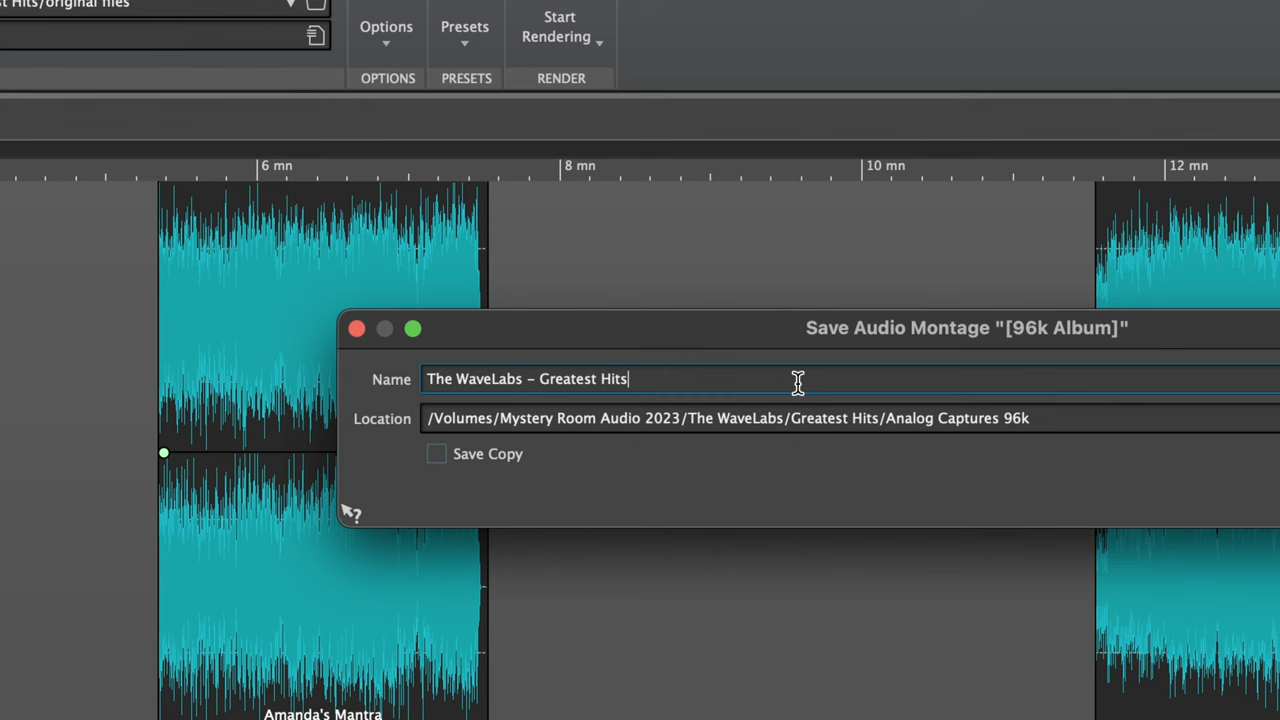 t Hits/original files
Options
Presets
Start
Rendering
OPTIONS
PRESETS
RENDER
6 mn
8 mn
10 mn
12 mn
Save Audio Montage "[96k Album]"
Name
The WaveLabs – Greatest Hits
Location
/Volumes/Mystery Room Audio 2023/The WaveLabs/Greatest Hits/Analog Captures 96k
Save Copy
?
Amanda's Mantra